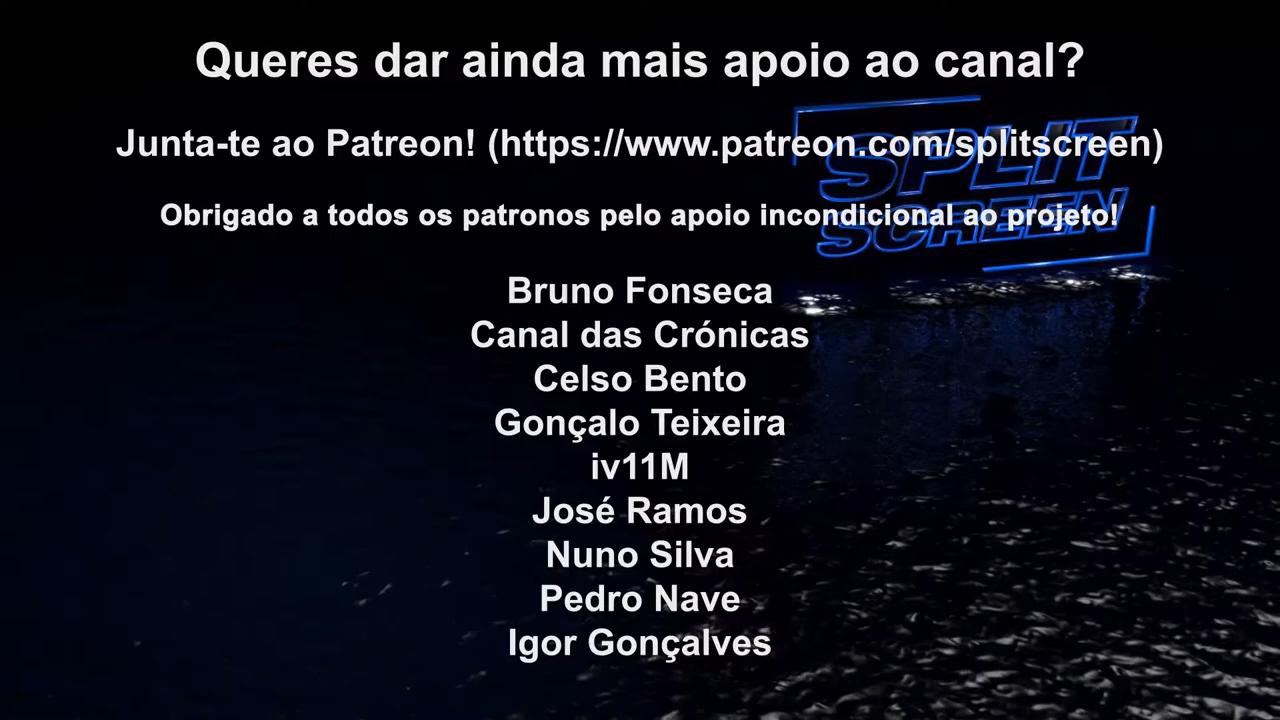 Queres dar ainda mais apoio ao canal?
Junta-te ao Patreon! (https://www.patreon.com/splitscreen)
SPLIT
SCREEN
Obrigado a todos os patronos pelo apoio incondicional ao projeto!
Bruno Fonseca
Canal das Crónicas
Celso Bento
Gonçalo Teixeira
iv11M
José Ramos
Nuno Silva
Pedro Nave
Igor Gonçalves